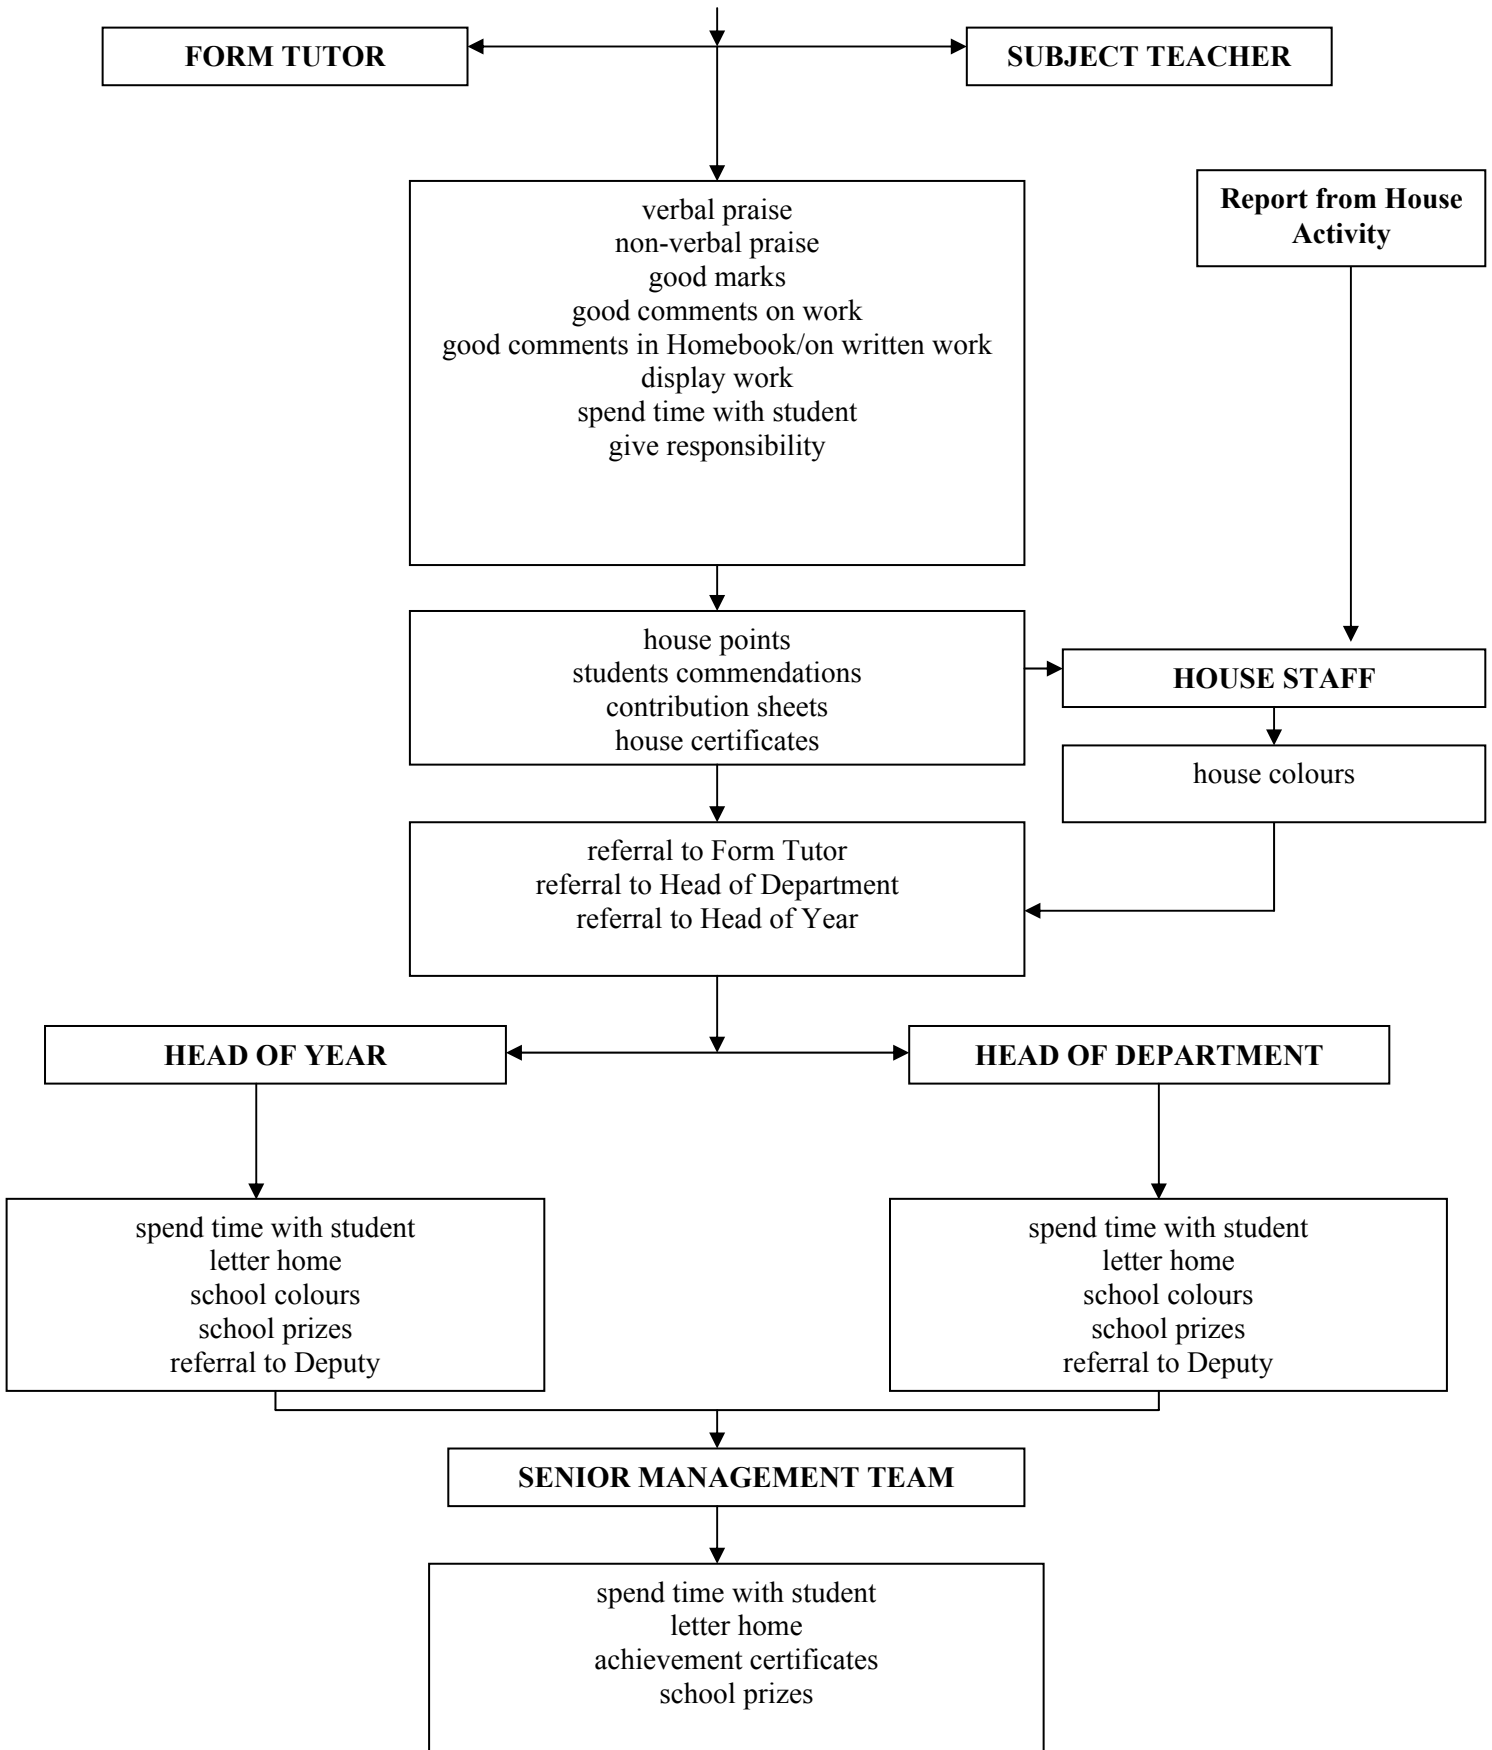 FORM TUTOR
SUBJECT TEACHER
verbal praise
non-verbal praise
good marks
good comments on work
good comments in Homebook/on written work
display work
spend time with student
give responsibility
Report from House
Activity
house points
students commendations
contribution sheets
house certificates
HOUSE STAFF
house colours
referral to Form Tutor
referral to Head of Department
referral to Head of Year
HEAD OF YEAR
HEAD OF DEPARTMENT
spend time with student
letter home
school colours
school prizes
referral to Deputy
spend time with student
letter home
school colours
school prizes
referral to Deputy
SENIOR MANAGEMENT TEAM
spend time with student
letter home
achievement certificates
school prizes